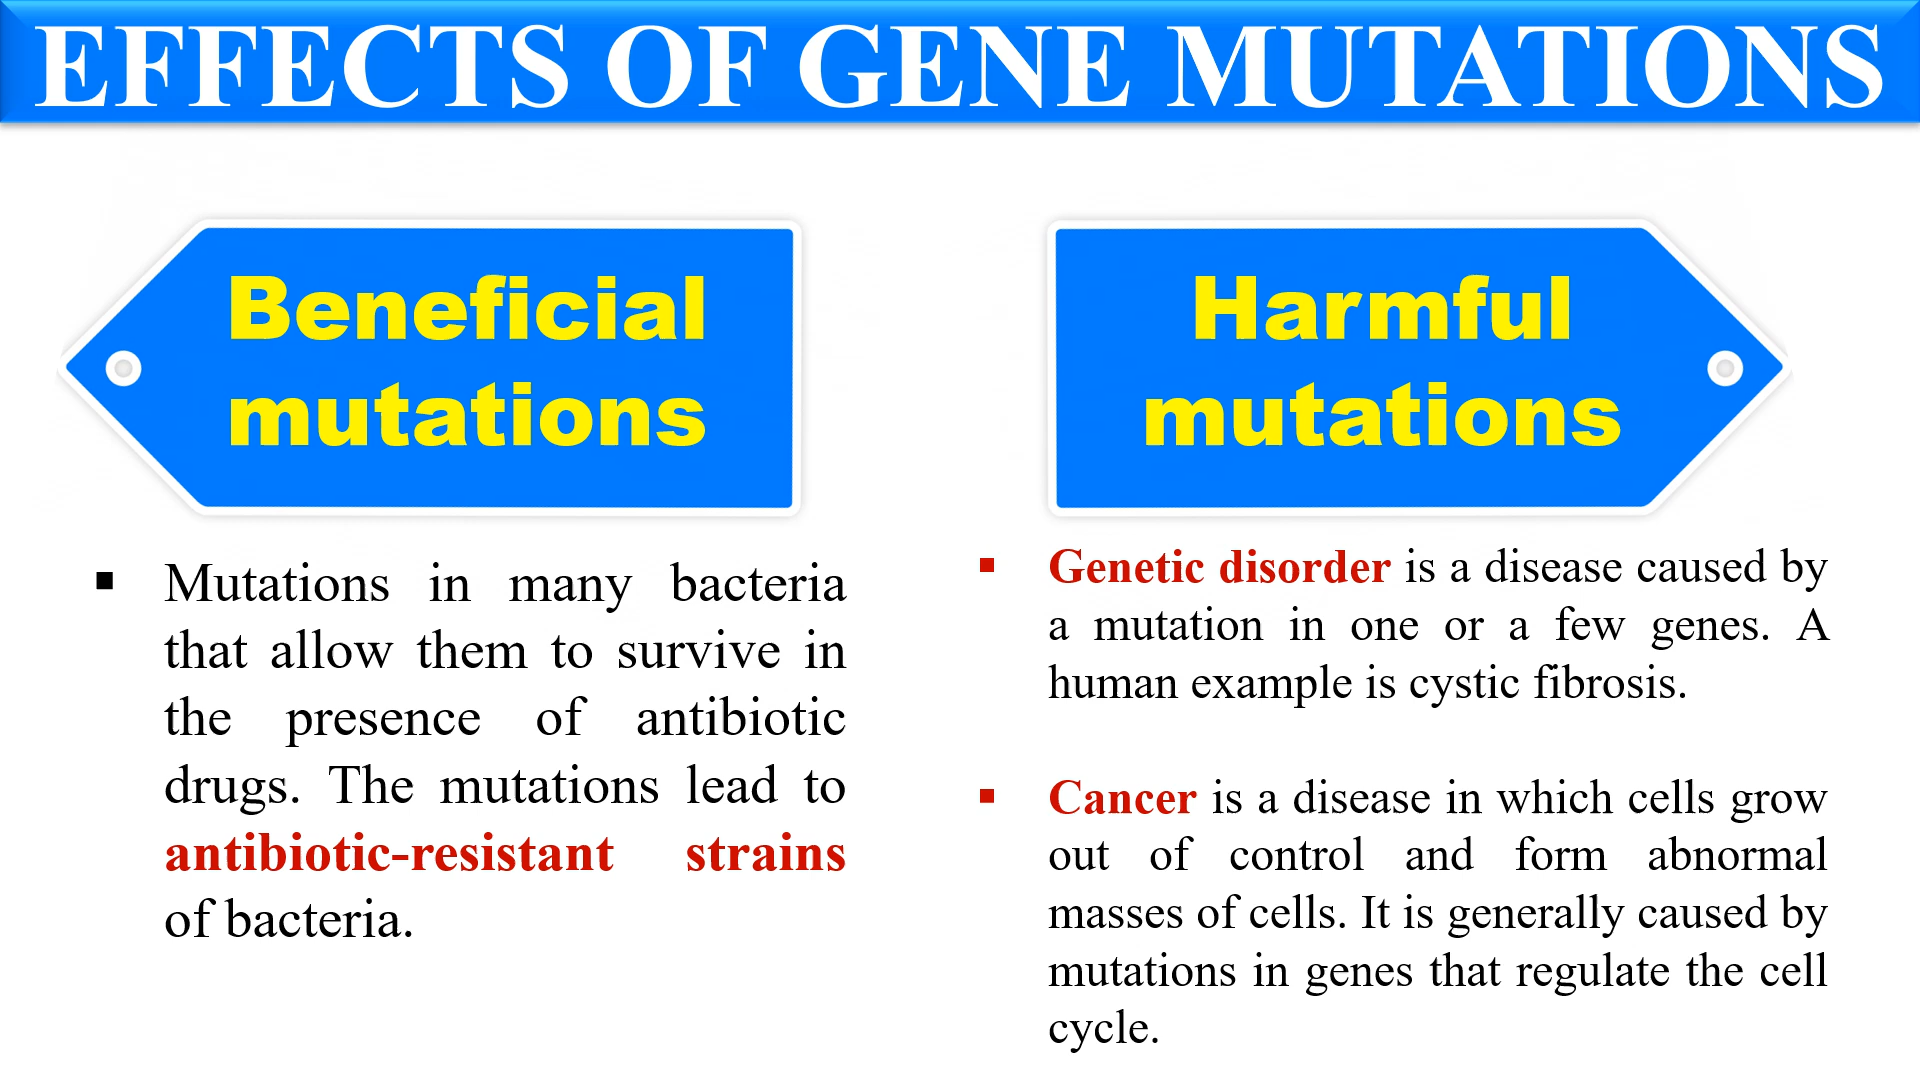 EFFECTS OF GENE MUTATIONS
Beneficial
mutations
Mutations in many bacteria
that allow them to survive in
the presence of antibiotic
drugs. The mutations lead to
antibiotic-resistant strains
of bacteria.
Harmful
mutations
Genetic disorder is a disease caused by
a mutation in one or a few genes. A
human example is cystic fibrosis.
Cancer is a disease in which cells grow
out of control and form abnormal
masses of cells. It is generally caused by
mutations in genes that regulate the cell
cycle.